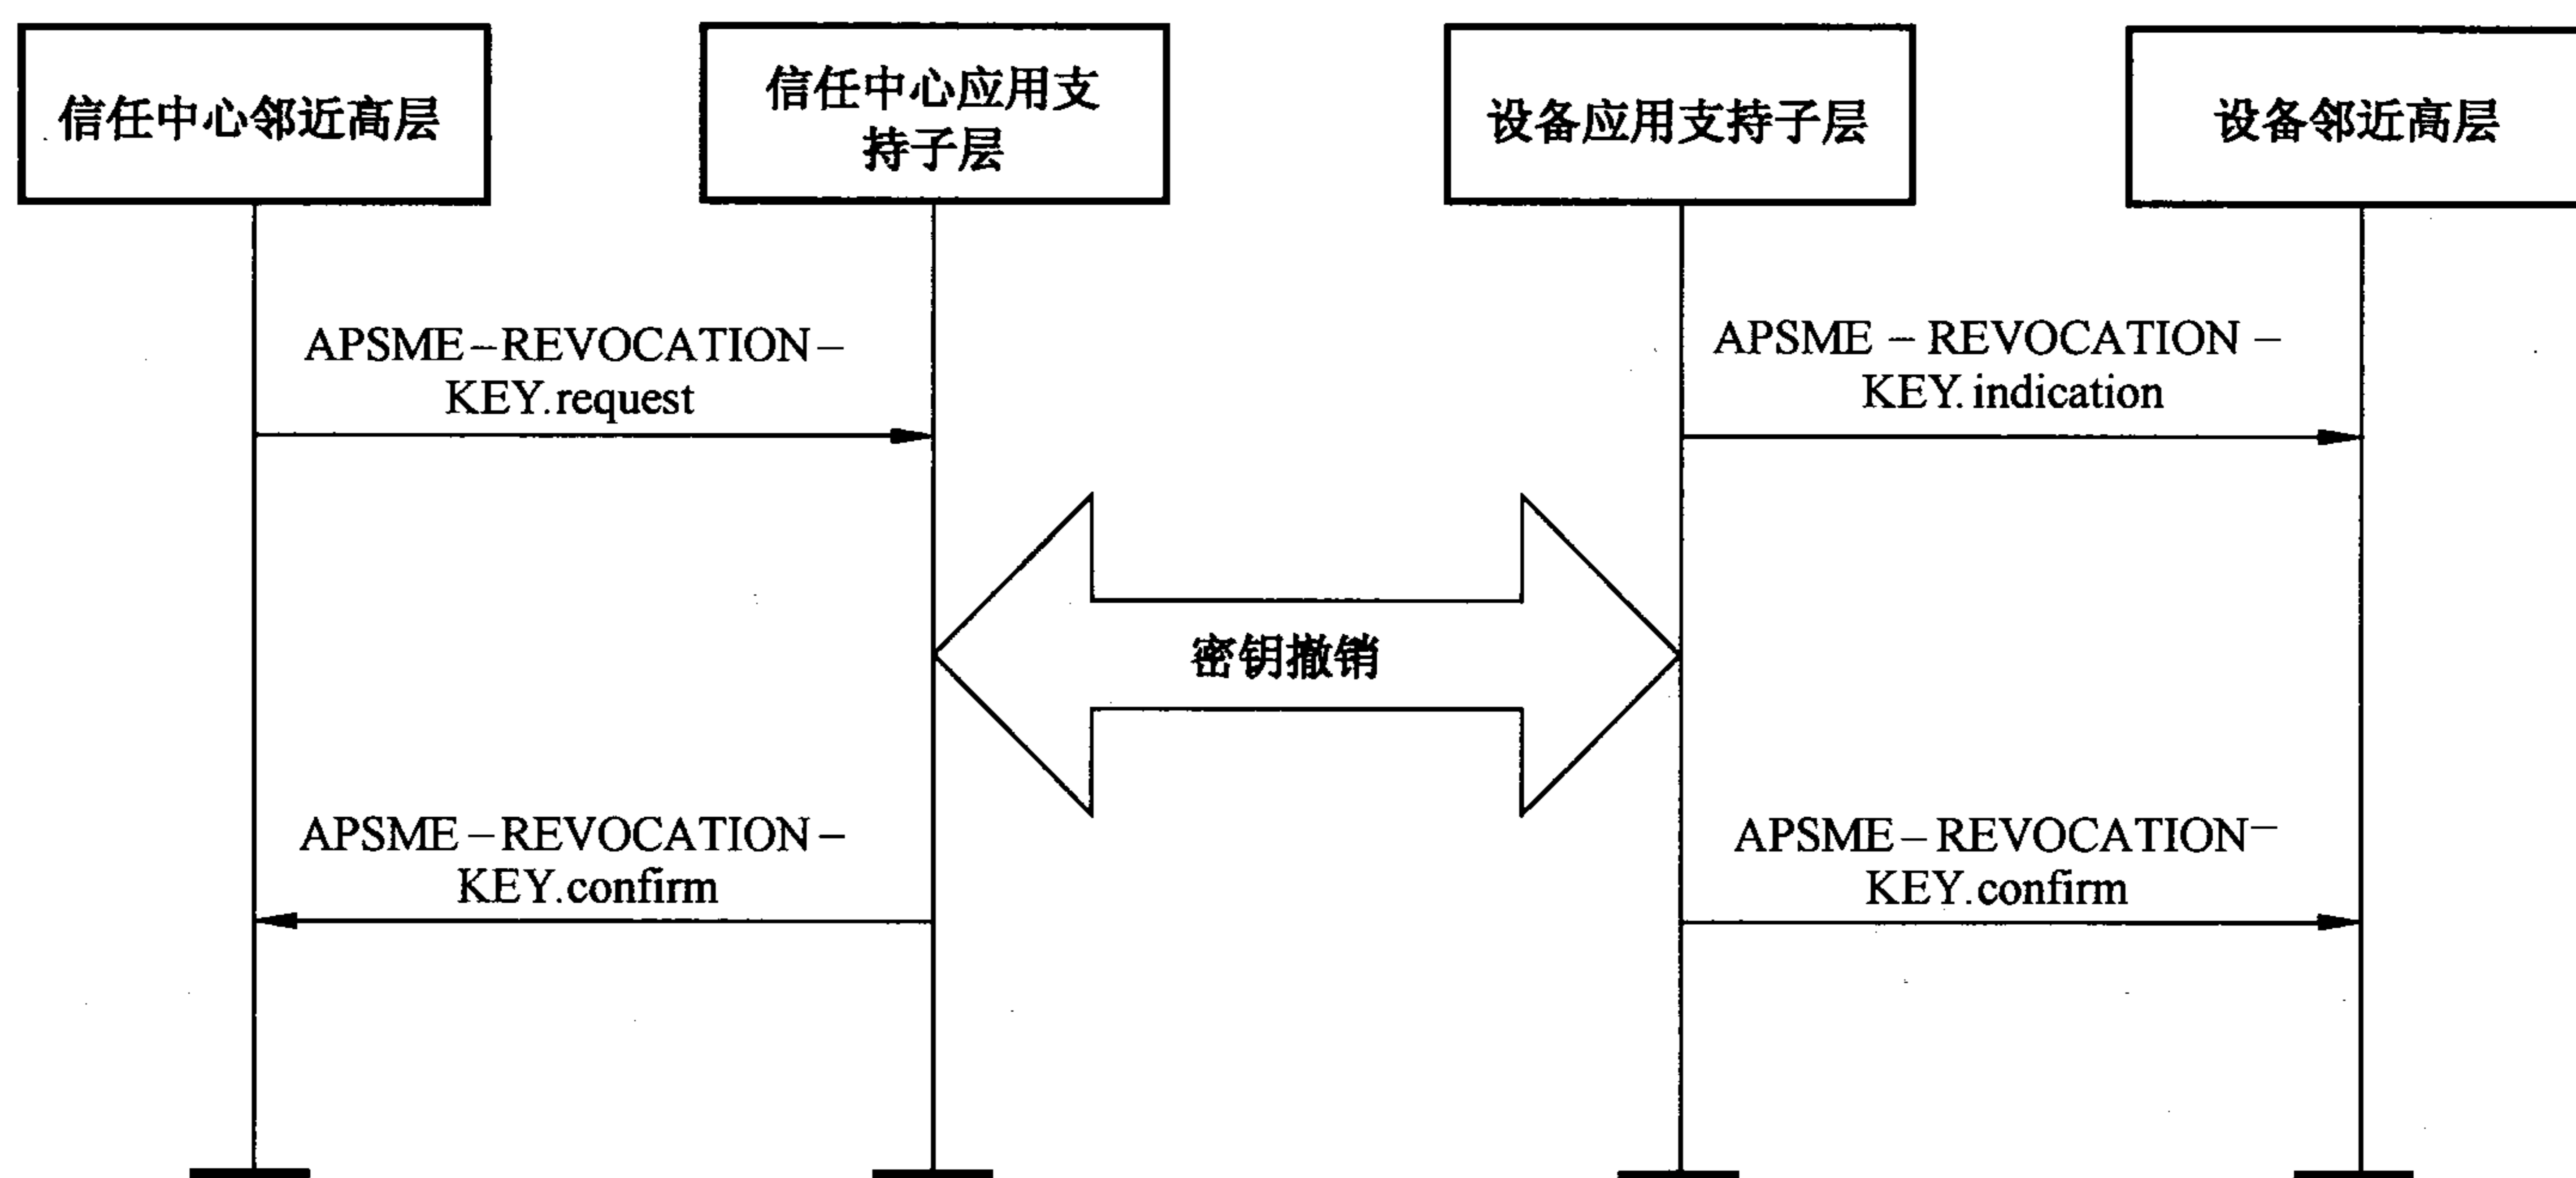 信任中心邻近高层
信任中心应用支
持子层
设备应用支持子层
设备邻近高层
APSME–REVOCATION–
KEY.request
APSME – REVOCATION –
KEY. indication
密钥撤销
APSME–REVOCATION–
KEY.confirm
APSME–REVOCATION–
KEY.confirm